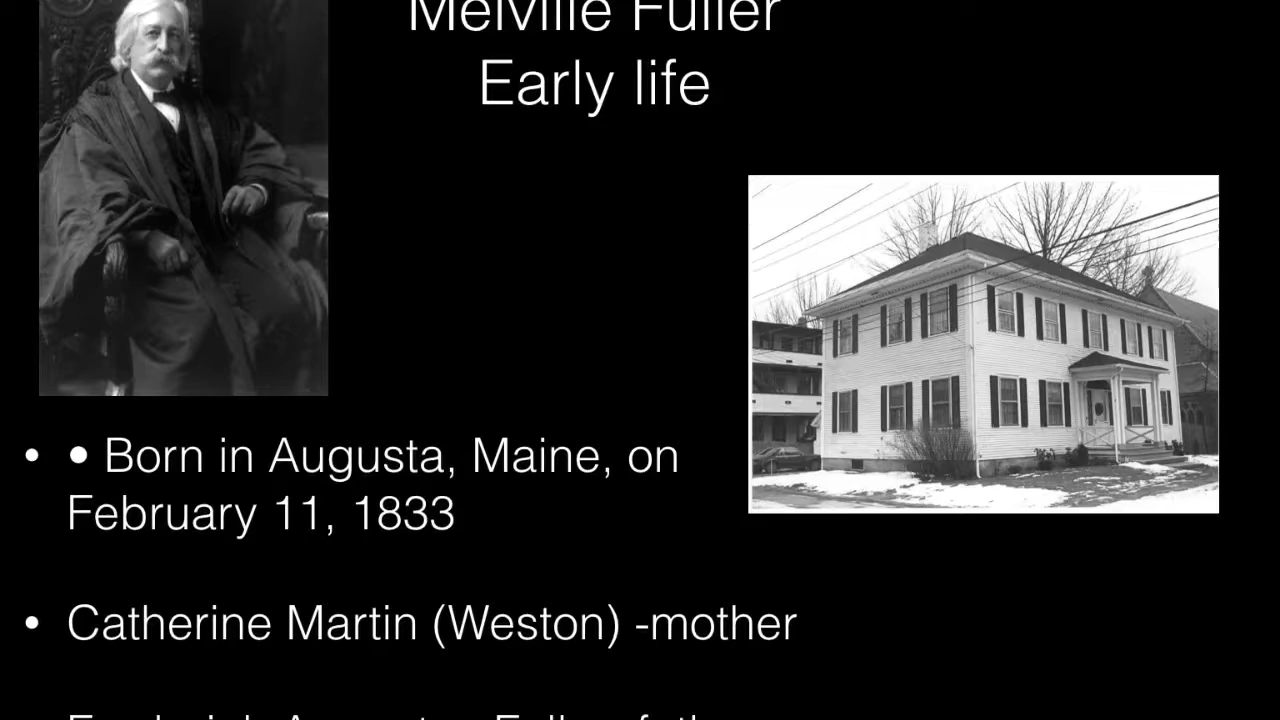 Melville Fuller
Early life
• • Born in Augusta, Maine, on
February 11, 1833
• Catherine Martin (Weston) -mother